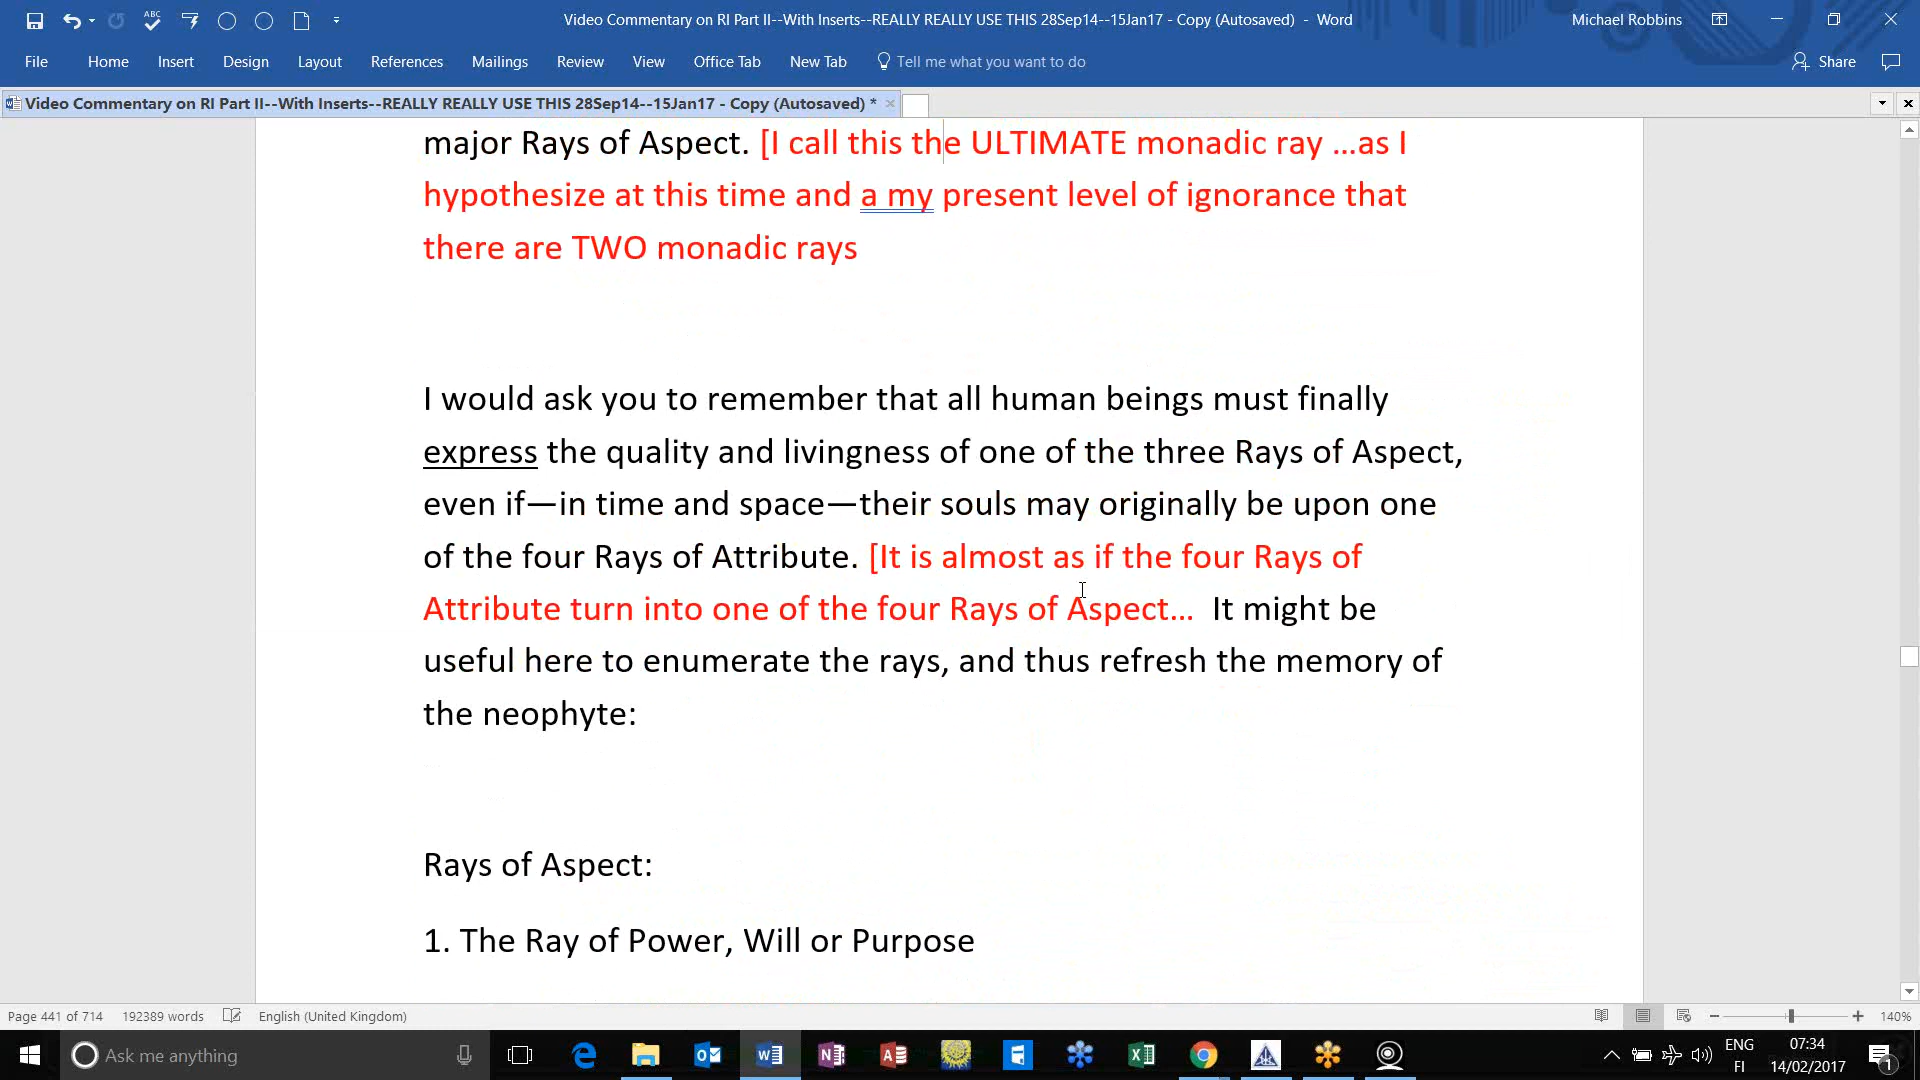 Video Commentary on RI Part II--With Inserts--REALLY REALLY USE THIS 28Sep14--15Jan17 - Copy (Autosaved) - Word
Michael Robbins
File Home Insert Design Layout References Mailings Review View Office Tab New Tab Tell me what you want to do Share
Video Commentary on RI Part II--With Inserts--REALLY REALLY USE THIS 28Sep14--15Jan17 - Copy (Autosaved) *
major Rays of Aspect. [I call this the ULTIMATE monadic ray …as I
hypothesize at this time and a my present level of ignorance that
there are TWO monadic rays
I would ask you to remember that all human beings must finally
express the quality and livingness of one of the three Rays of Aspect,
even if—in time and space—their souls may originally be upon one
of the four Rays of Attribute. [It is almost as if the four Rays of
Attribute turn into one of the four Rays of Aspect… It might be
useful here to enumerate the rays, and thus refresh the memory of
the neophyte:
Rays of Aspect:
1. The Ray of Power, Will or Purpose
Page 441 of 714 192389 words English (United Kingdom) 140%
Ask me anything
ENG 07:34
FI 14/02/2017 1